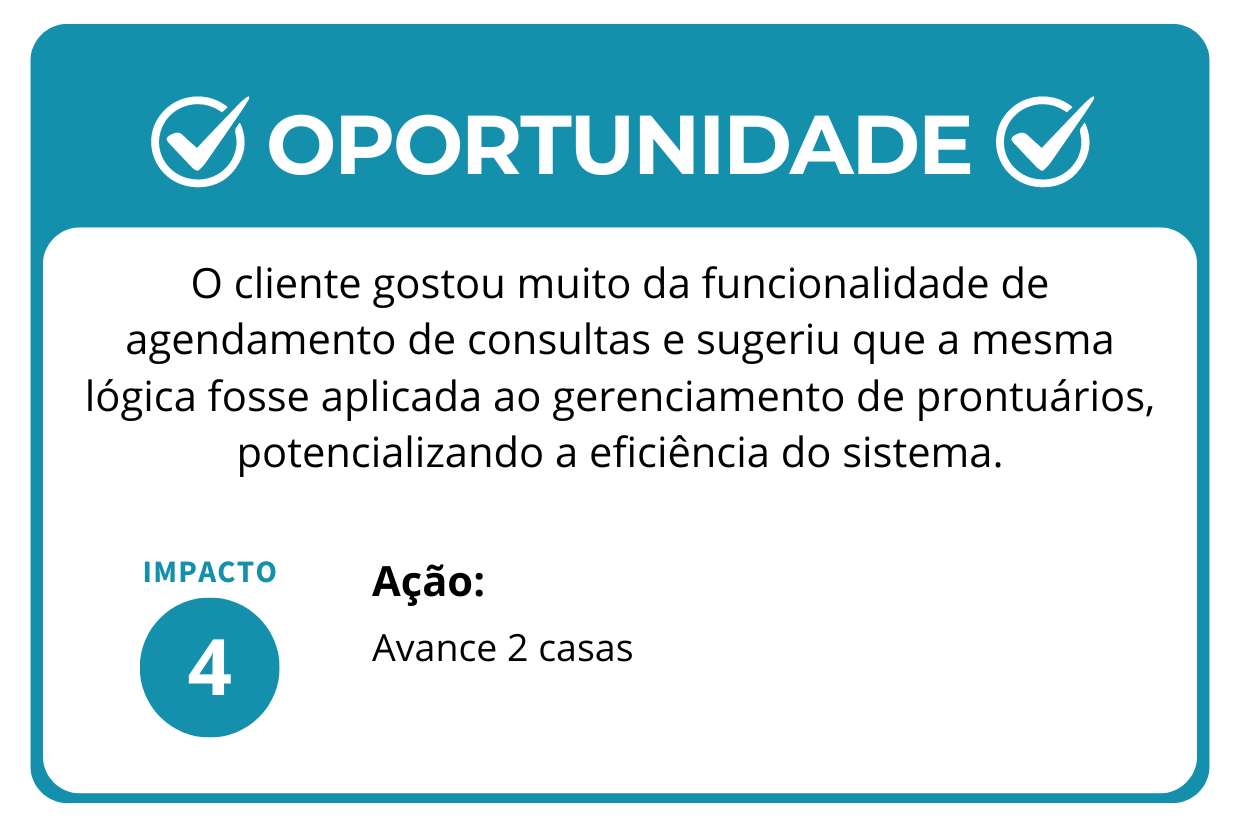 OPORTUNIDADE
O cliente gostou muito da funcionalidade de
agendamento de consultas e sugeriu que a mesma
lógica fosse aplicada ao gerenciamento de prontuários,
potencializando a eficiência do sistema.
IMPACTO
4
Ação:
Avance 2 casas